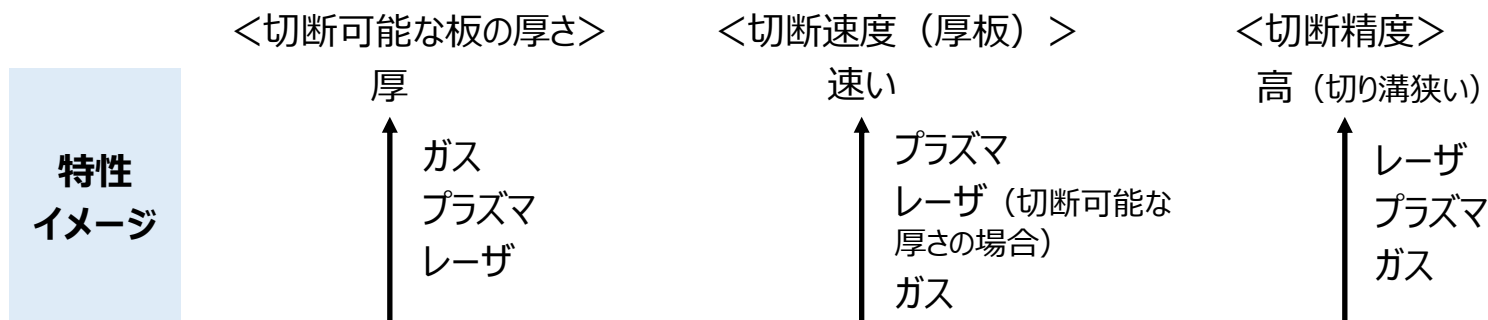 ＜切断可能な板の厚さ＞
＜切断速度（厚板）＞
＜切断精度＞
特性
イメージ
厚
ガス
プラズマ
レーザ
速い
プラズマ
レーザ（切断可能な
厚さの場合）
ガス
高（切り溝狭い）
レーザ
プラズマ
ガス